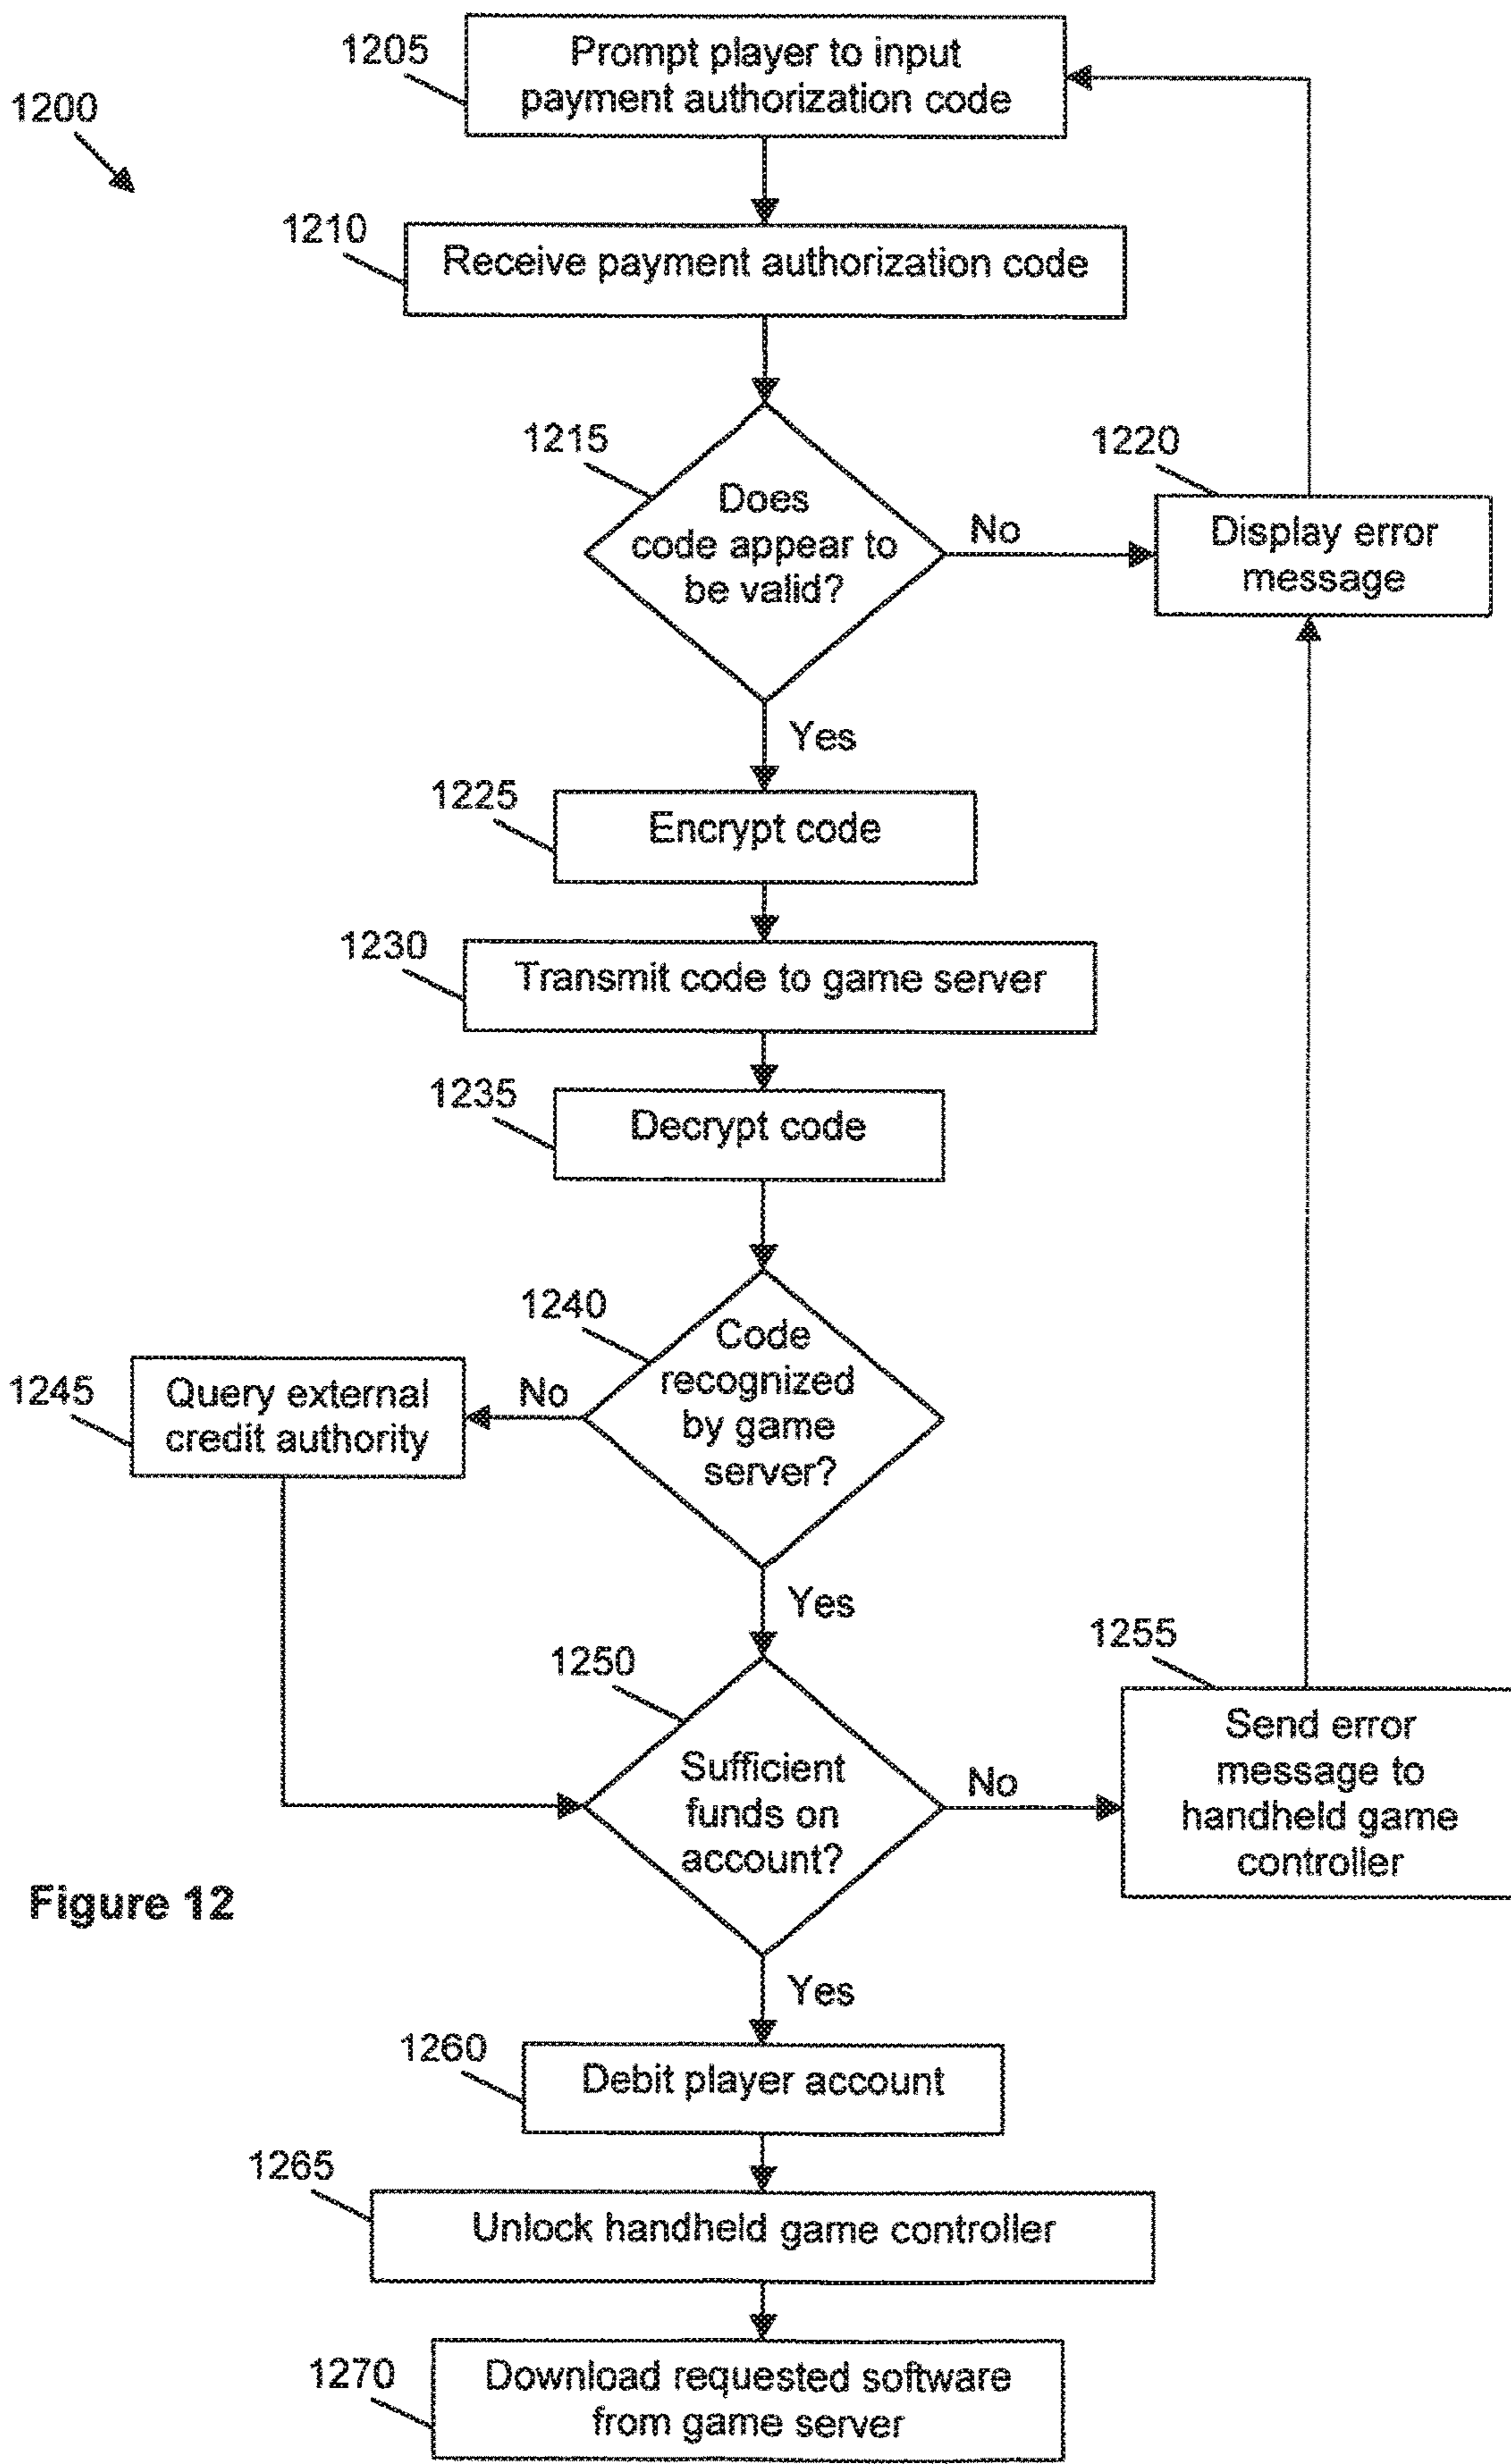 1200
1205
Prompt player to input
payment authorization code
1210
Receive payment authorization code
1215
Does
code appear to
be valid?
No
1220
Display error
message
Yes
1225
Encrypt code
1230
Transmit code to game server
1235
Decrypt code
1240
Code
recognized
by game
server?
No
1245
Query external
credit authority
Yes
1250
Sufficient
funds on
account?
No
1255
Send error
message to
handheld game
controller
Figure 12
Yes
1260
Debit player account
1265
Unlock handheld game controller
1270
Download requested software
from game server